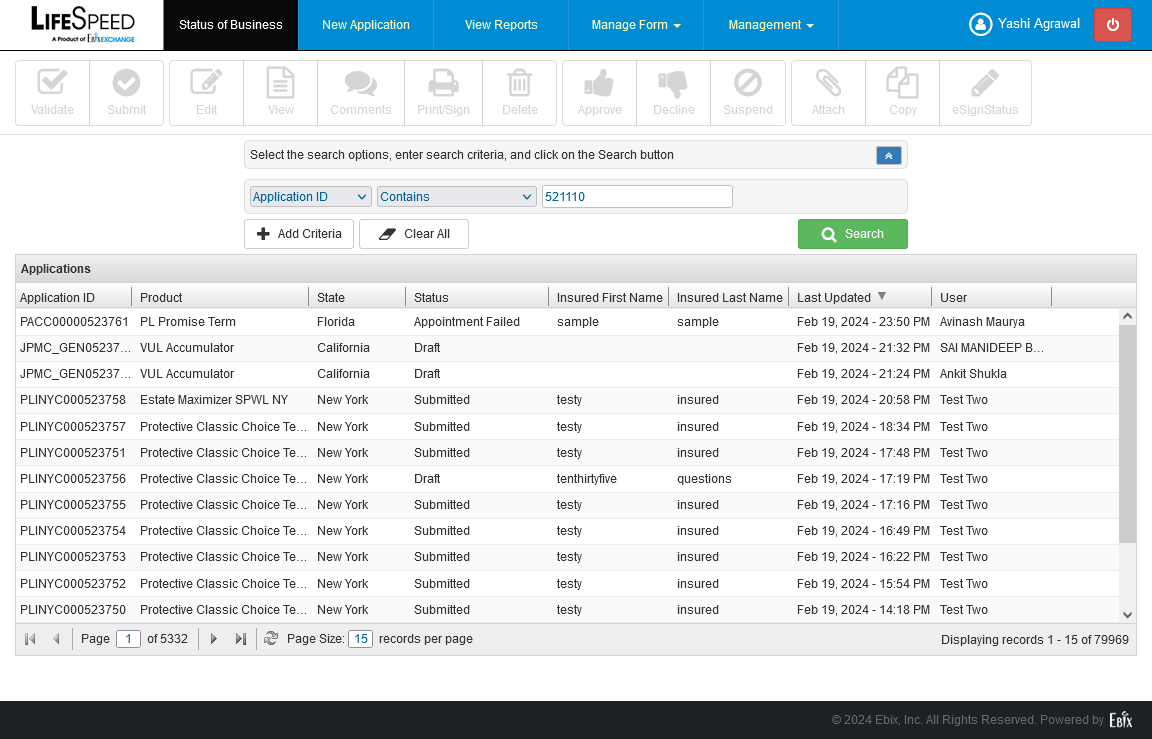 LIFESPEED
A Product of EbixEXCHANGE
Status of Business New Application View Reports Manage Form Management Yashi Agrawal
Validate Submit Edit View Comments Print/Sign Delete Approve Decline Suspend Attach Copy eSignStatus
Select the search options, enter search criteria, and click on the Search button
Application ID Contains 521110
Add Criteria Clear All Search
Applications
Application ID Product State Status Insured First Name Insured Last Name Last Updated User
PACC00000523761 PL Promise Term Florida Appointment Failed sample sample Feb 19, 2024 - 23:50 PM Avinash Maurya
JPMC_GEN05237... VUL Accumulator California Draft Feb 19, 2024 - 21:32 PM SAI MANIDEEP B...
JPMC_GEN05237... VUL Accumulator California Draft Feb 19, 2024 - 21:24 PM Ankit Shukla
PLINYC000523758 Estate Maximizer SPWL NY New York Submitted testy insured Feb 19, 2024 - 20:58 PM Test Two
PLINYC000523757 Protective Classic Choice Te... New York Submitted testy insured Feb 19, 2024 - 18:34 PM Test Two
PLINYC000523751 Protective Classic Choice Te... New York Submitted testy insured Feb 19, 2024 - 17:48 PM Test Two
PLINYC000523756 Protective Classic Choice Te... New York Draft tenthirtyfive questions Feb 19, 2024 - 17:19 PM Test Two
PLINYC000523755 Protective Classic Choice Te... New York Submitted testy insured Feb 19, 2024 - 17:16 PM Test Two
PLINYC000523754 Protective Classic Choice Te... New York Submitted testy insured Feb 19, 2024 - 16:49 PM Test Two
PLINYC000523753 Protective Classic Choice Te... New York Submitted testy insured Feb 19, 2024 - 16:22 PM Test Two
PLINYC000523752 Protective Classic Choice Te... New York Submitted testy insured Feb 19, 2024 - 15:54 PM Test Two
PLINYC000523750 Protective Classic Choice Te... New York Submitted testy insured Feb 19, 2024 - 14:18 PM Test Two
Page 1 of 5332 Page Size: 15 records per page Displaying records 1 - 15 of 79969
© 2024 Ebix, Inc. All Rights Reserved. Powered by Ebix